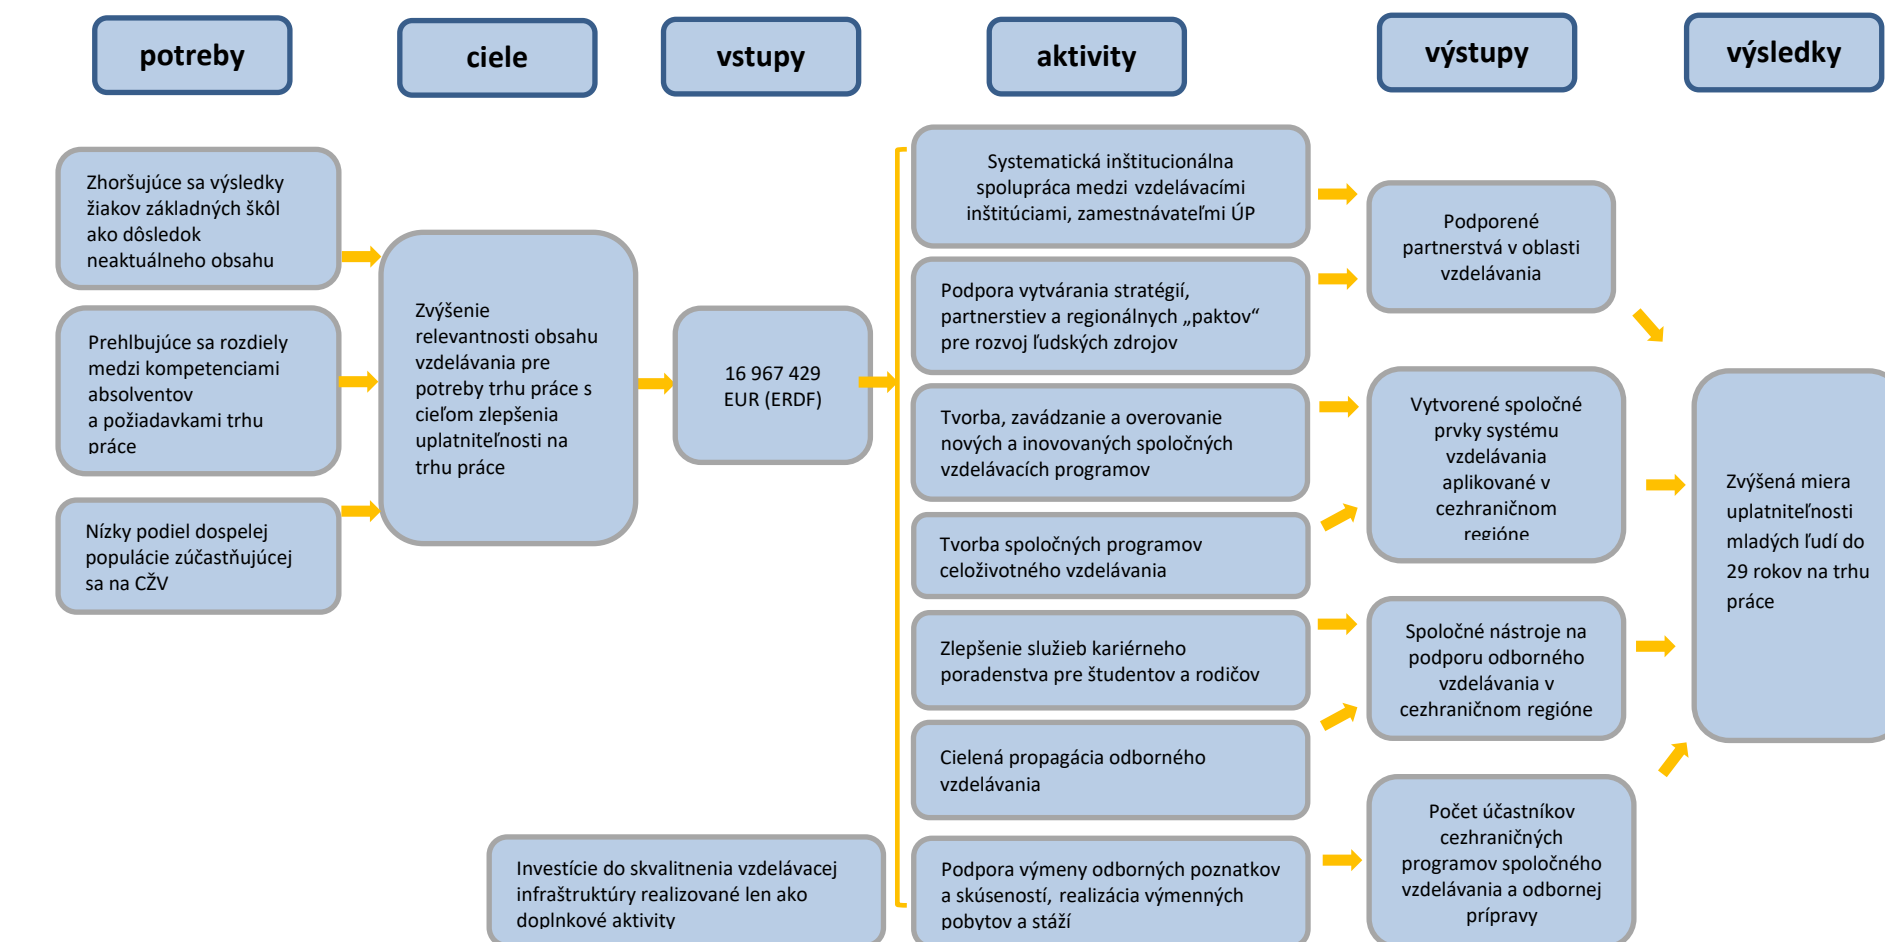 potreby
ciele
vstupy
aktivity
výstupy
výsledky
Zhoršujúce sa výsledky
žiakov základných škôl
ako dôsledok
neaktuálneho obsahu
Prehlbujúce sa rozdiely
medzi kompetenciami
absolventov
a požiadavkami trhu
práce
Nízky podiel dospelej
populácie zúčastňujúcej
sa na CŽV
Zvýšenie
relevantnosti obsahu
vzdelávania pre
potreby trhu práce s
cieľom zlepšenia
uplatniteľnosti na
trhu práce
16 967 429
EUR (ERDF)
Investície do skvalitnenia vzdelávacej
infraštruktúry realizované len ako
doplnkové aktivity
Systematická inštitucionálna
spolupráca medzi vzdelávacími
inštitúciami, zamestnávateľmi ÚP
Podpora vytvárania stratégií,
partnerstiev a regionálnych „paktov“
pre rozvoj ľudských zdrojov
Tvorba, zavádzanie a overovanie
nových a inovovaných spoločných
vzdelávacích programov
Tvorba spoločných programov
celoživotného vzdelávania
Zlepšenie služieb kariérneho
poradenstva pre študentov a rodičov
Cielená propagácia odborného
vzdelávania
Podpora výmeny odborných poznatkov
a skúseností, realizácia výmenných
pobytov a stáží
Podporené
partnerstvá v oblasti
vzdelávania
Vytvorené spoločné
prvky systému
vzdelávania
aplikované v
cezhraničnom
regióne
Spoločné nástroje na
podporu odborného
vzdelávania v
cezhraničnom regióne
Počet účastníkov
cezhraničných
programov spoločného
vzdelávania a odbornej
prípravy
Zvýšená miera
uplatniteľnosti
mladých ľudí do
29 rokov na trhu
práce